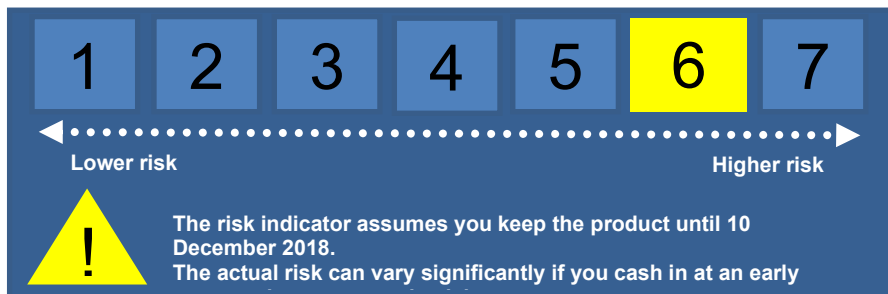 1 2 3 4 5 6 7
Lower risk Higher risk
!
The risk indicator assumes you keep the product until 10
December 2018.
The actual risk can vary significantly if you cash in at an early